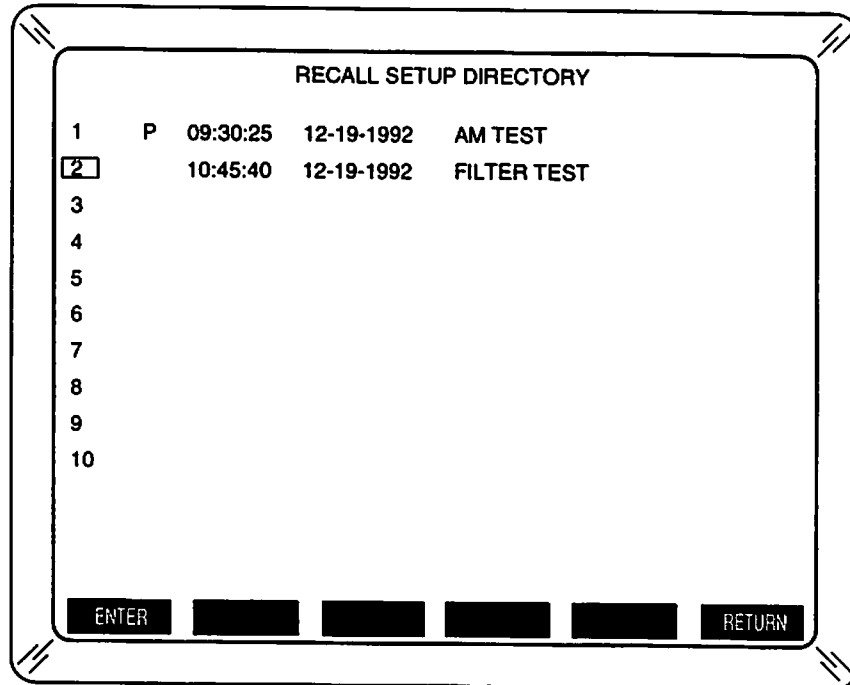 RECALL SETUP DIRECTORY
1 P 09:30:25 12-19-1992 AM TEST
2 10:45:40 12-19-1992 FILTER TEST
3
4
5
6
7
8
9
10
ENTER RETURN